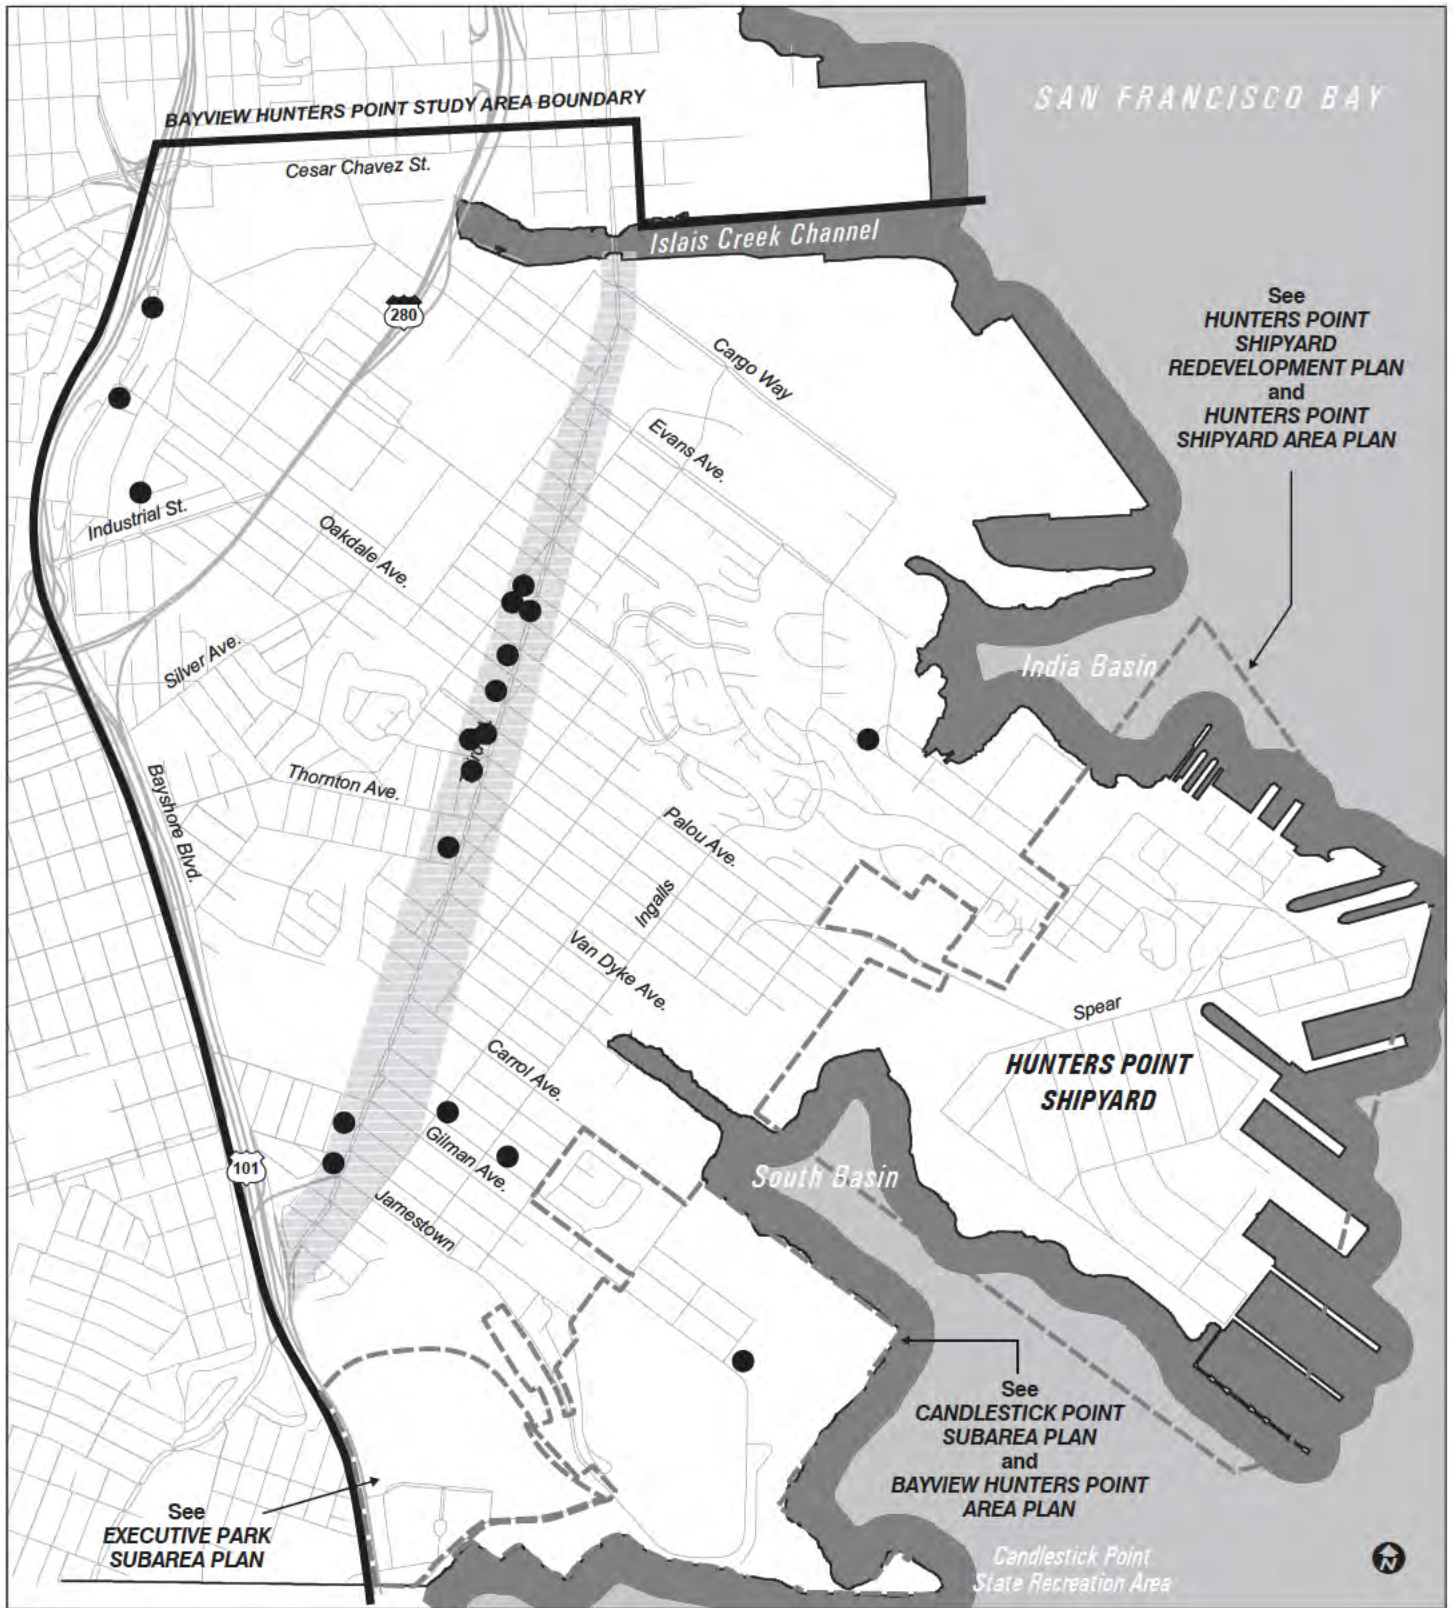 SAN FRANCISCO BAY
BAYVIEW HUNTERS POINT STUDY AREA BOUNDARY
Cesar Chavez St.
Islais Creek Channel
280
See
HUNTERS POINT
SHIPYARD
REDEVELOPMENT PLAN
and
HUNTERS POINT
SHIPYARD AREA PLAN
Cargo Way
Evans Ave.
Industrial St.
Oakdale Ave.
Silver Ave.
India Basin
Thornton Ave.
Bayshore Blvd.
Palou Ave.
Ingalls
Van Dyke Ave.
Spear
HUNTERS POINT
SHIPYARD
Carrol Ave.
Gilman Ave.
101
South Basin
Jamestown
See
CANDLESTICK POINT
SUBAREA PLAN
and
BAYVIEW HUNTERS POINT
AREA PLAN
See
EXECUTIVE PARK
SUBAREA PLAN
Candlestick Point
State Recreation Area
N